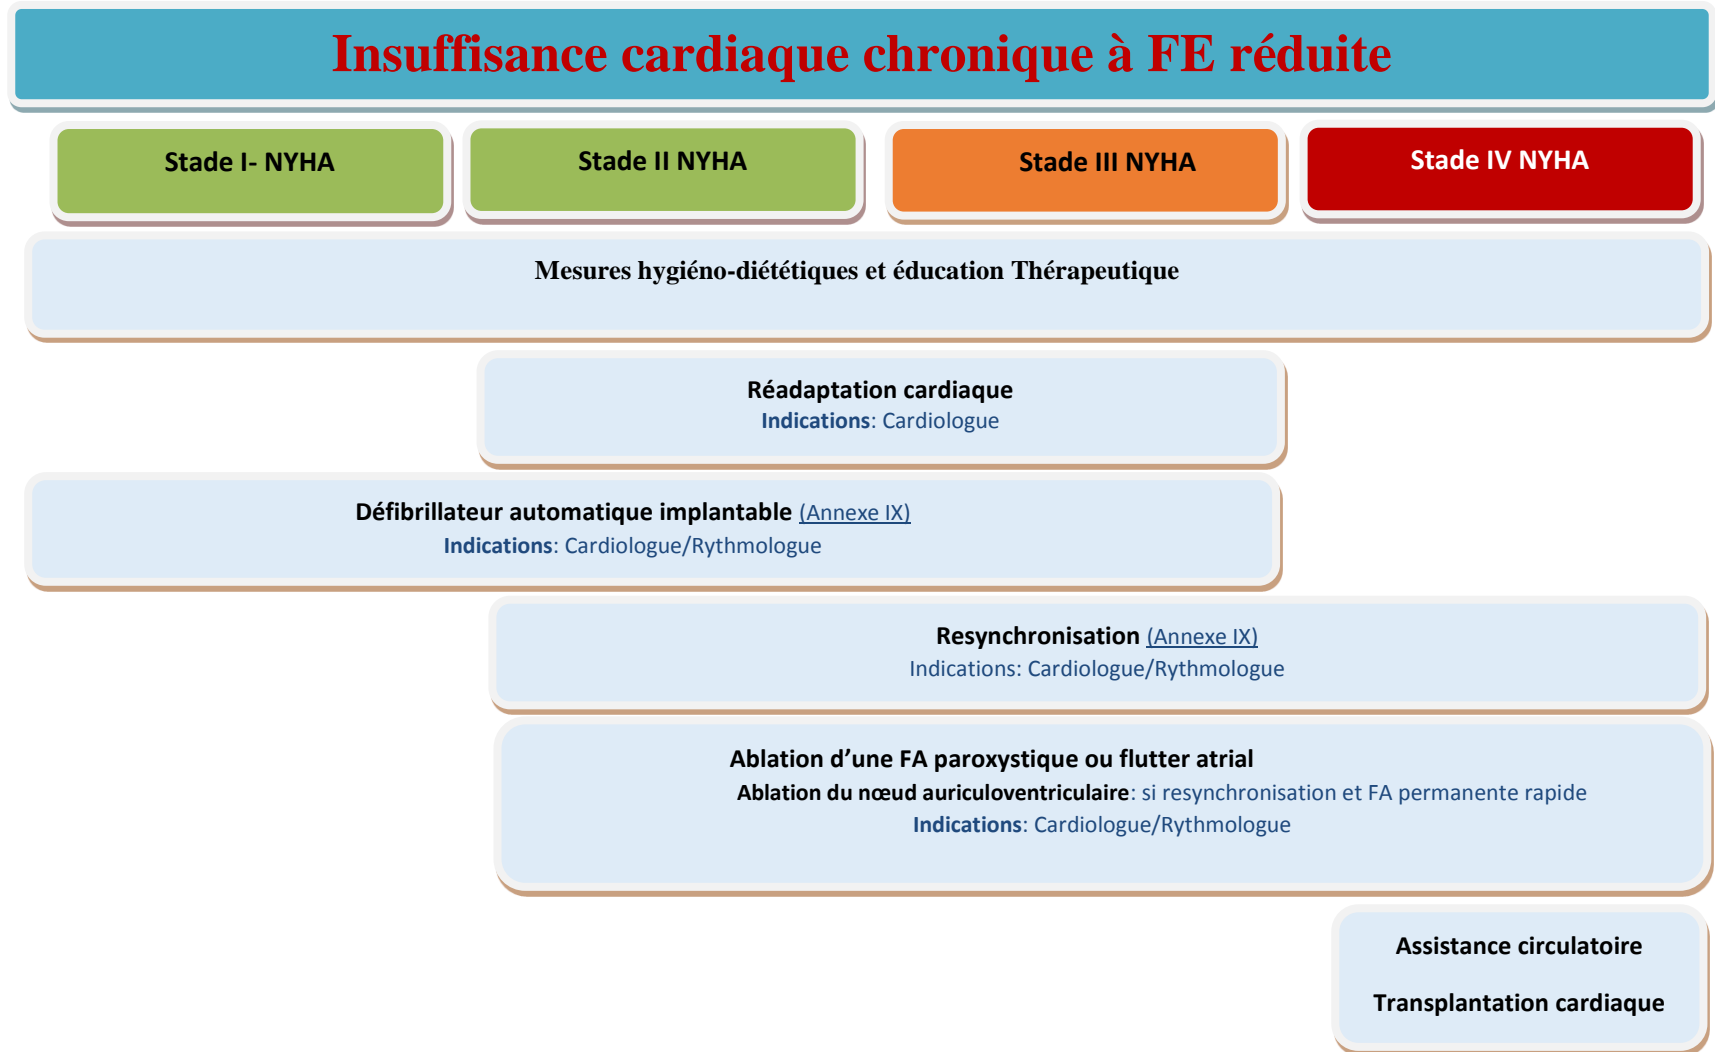 Insuffisance cardiaque chronique à FE réduite
Stade I- NYHA
Stade II NYHA
Stade III NYHA
Stade IV NYHA
Mesures hygiéno-diététiques et éducation Thérapeutique
Réadaptation cardiaque
Indications: Cardiologue
Défibrillateur automatique implantable (Annexe IX)
Indications: Cardiologue/Rythmologue
Resynchronisation (Annexe IX)
Indications: Cardiologue/Rythmologue
Ablation d’une FA paroxystique ou flutter atrial
Ablation du nœud auriculoventriculaire: si resynchronisation et FA permanente rapide
Indications: Cardiologue/Rythmologue
Assistance circulatoire
Transplantation cardiaque